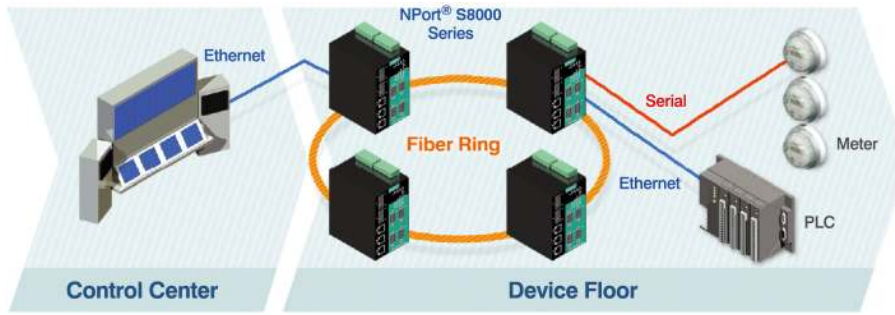 NPort® S8000
Series
Ethernet
Serial
Fiber Ring
Meter
Ethernet
PLC
Control Center
Device Floor